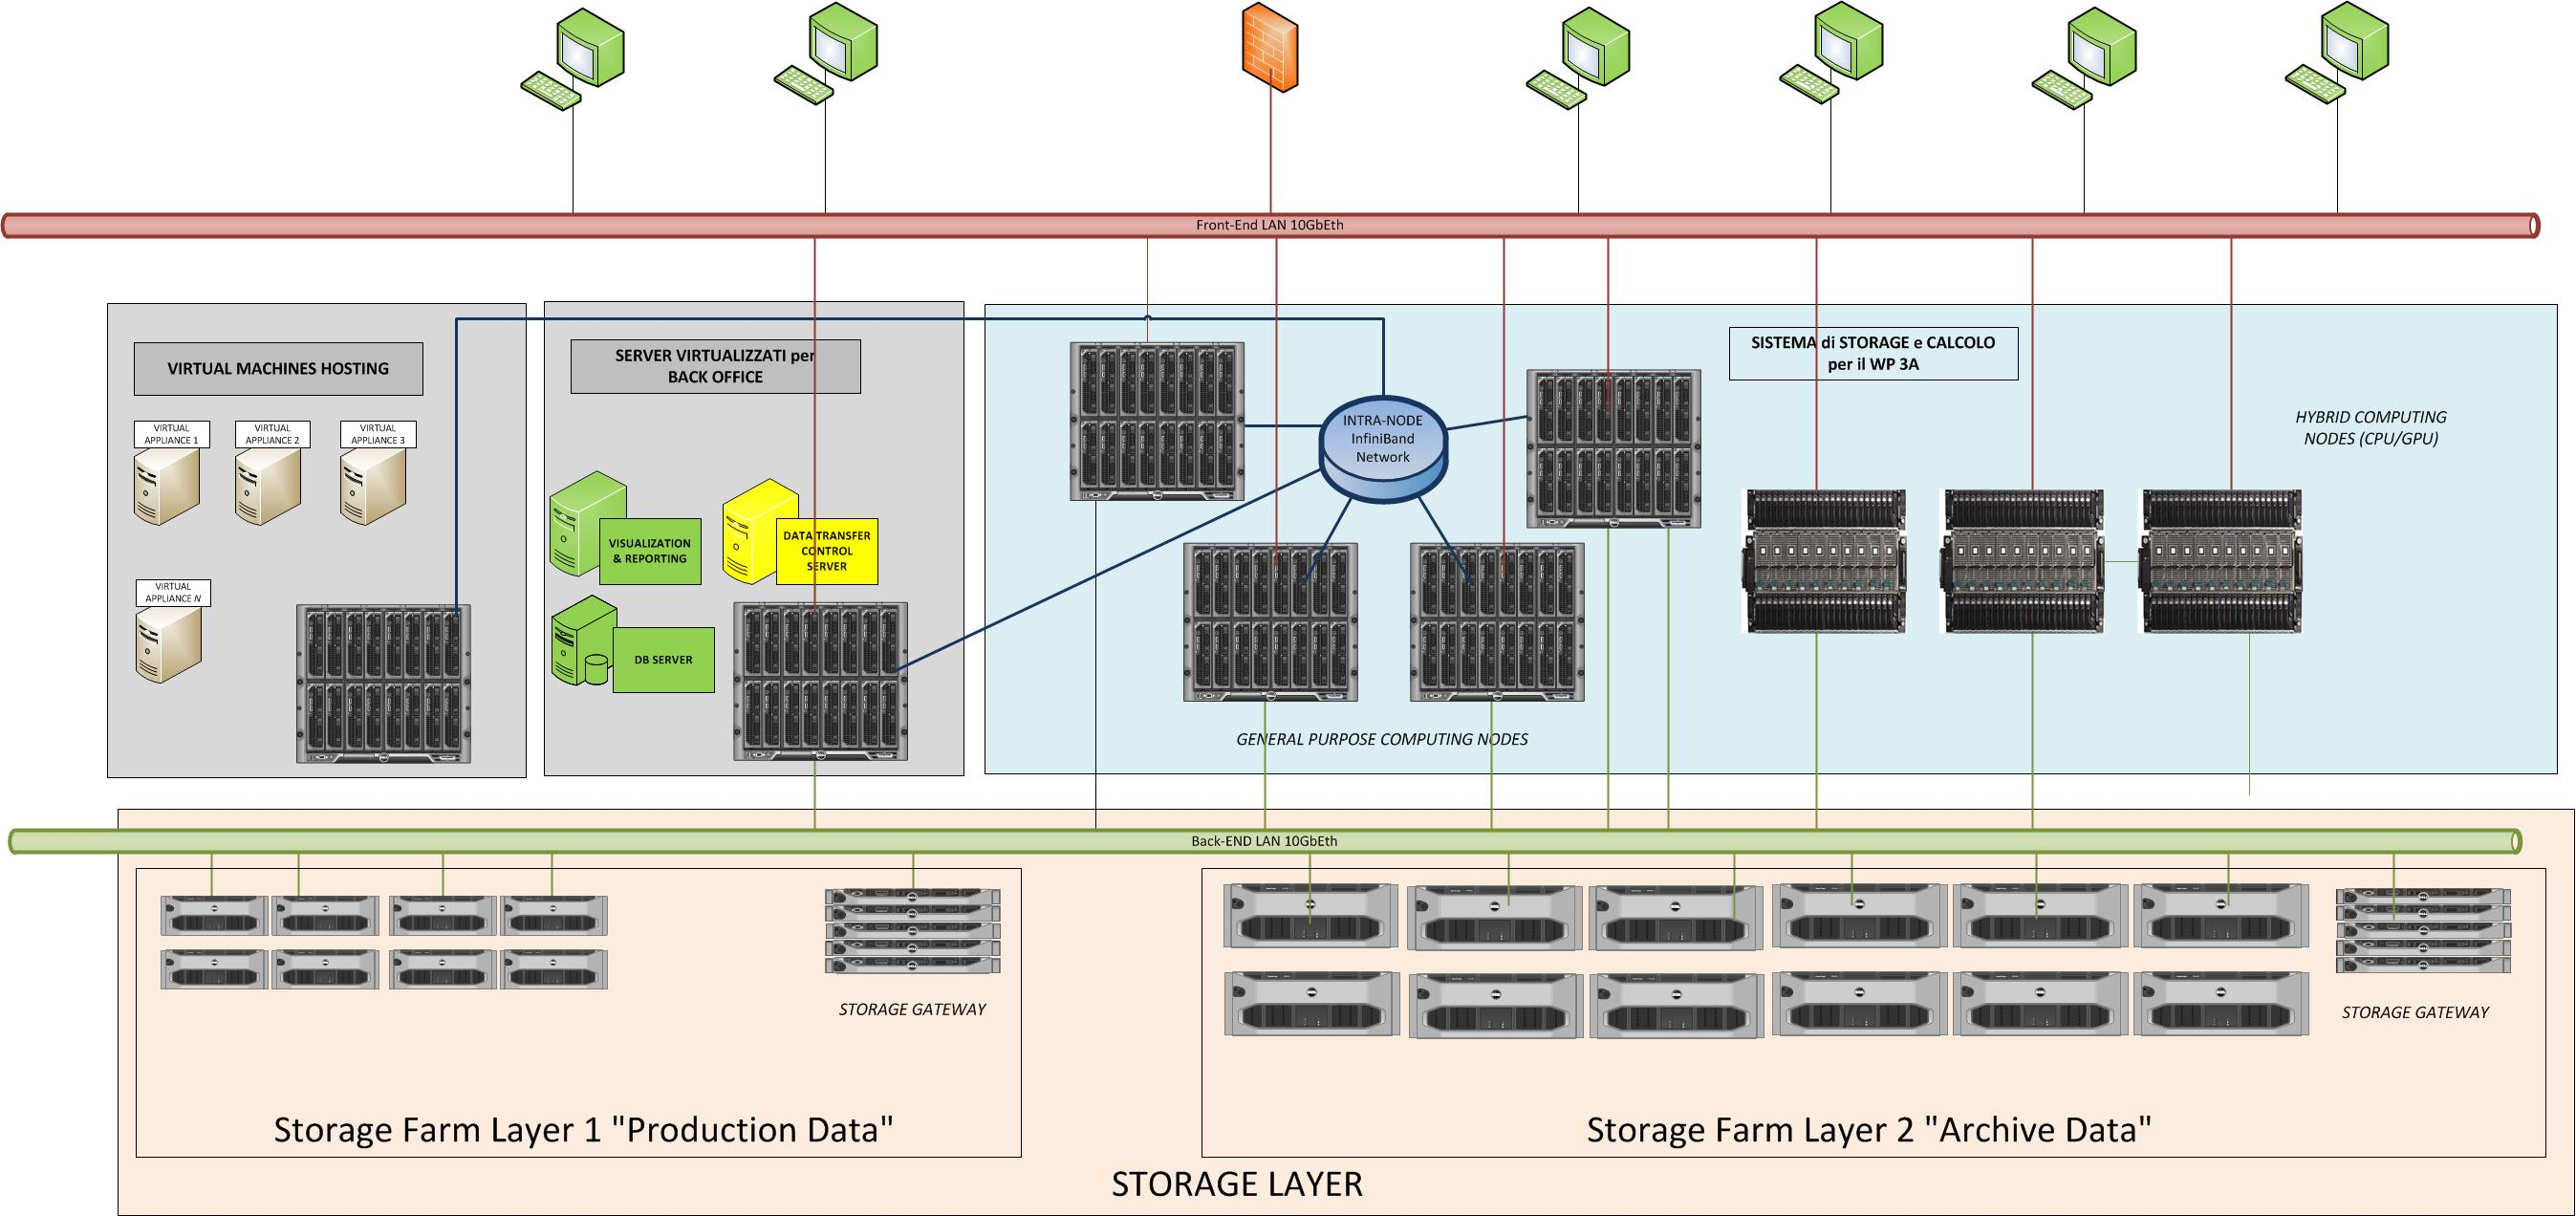 Front-End LAN 10GbEth
VIRTUAL MACHINES HOSTING
VIRTUAL
APPLIANCE 1
VIRTUAL
APPLIANCE 2
VIRTUAL
APPLIANCE 3
VIRTUAL
APPLIANCE N
SERVER VIRTUALIZZATI per
BACK OFFICE
VISUALIZATION
& REPORTING
DATA TRANSFER
CONTROL
SERVER
DB SERVER
INTRA-NODE
InfiniBand
Network
SISTEMA di STORAGE e CALCOLO
per il WP 3A
HYBRID COMPUTING
NODES (CPU/GPU)
GENERAL PURPOSE COMPUTING NODES
Back-END LAN 10GbEth
STORAGE GATEWAY
Storage Farm Layer 1 "Production Data"
STORAGE GATEWAY
Storage Farm Layer 2 "Archive Data"
STORAGE LAYER